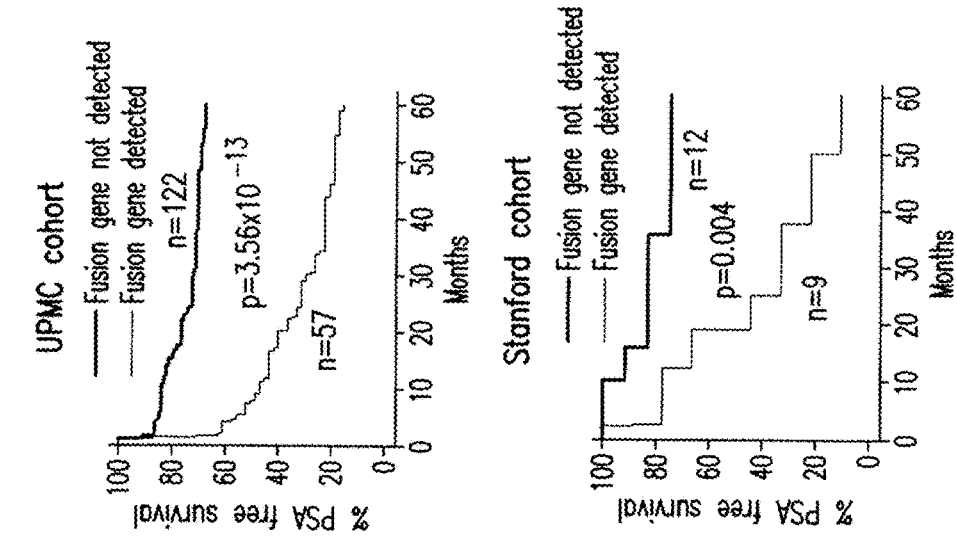 UPMC cohort
Fusion gene not detected
Fusion gene detected
n=122
p=3.56x10⁻¹³
n=57
% PSA free survival
100
80
60
40
20
0
0 10 20 30 40 50 60
Months
Stanford cohort
Fusion gene not detected
Fusion gene detected
n=12
p=0.004
n=9
% PSA free survival
100
80
60
40
20
0
0 10 20 30 40 50 60
Months